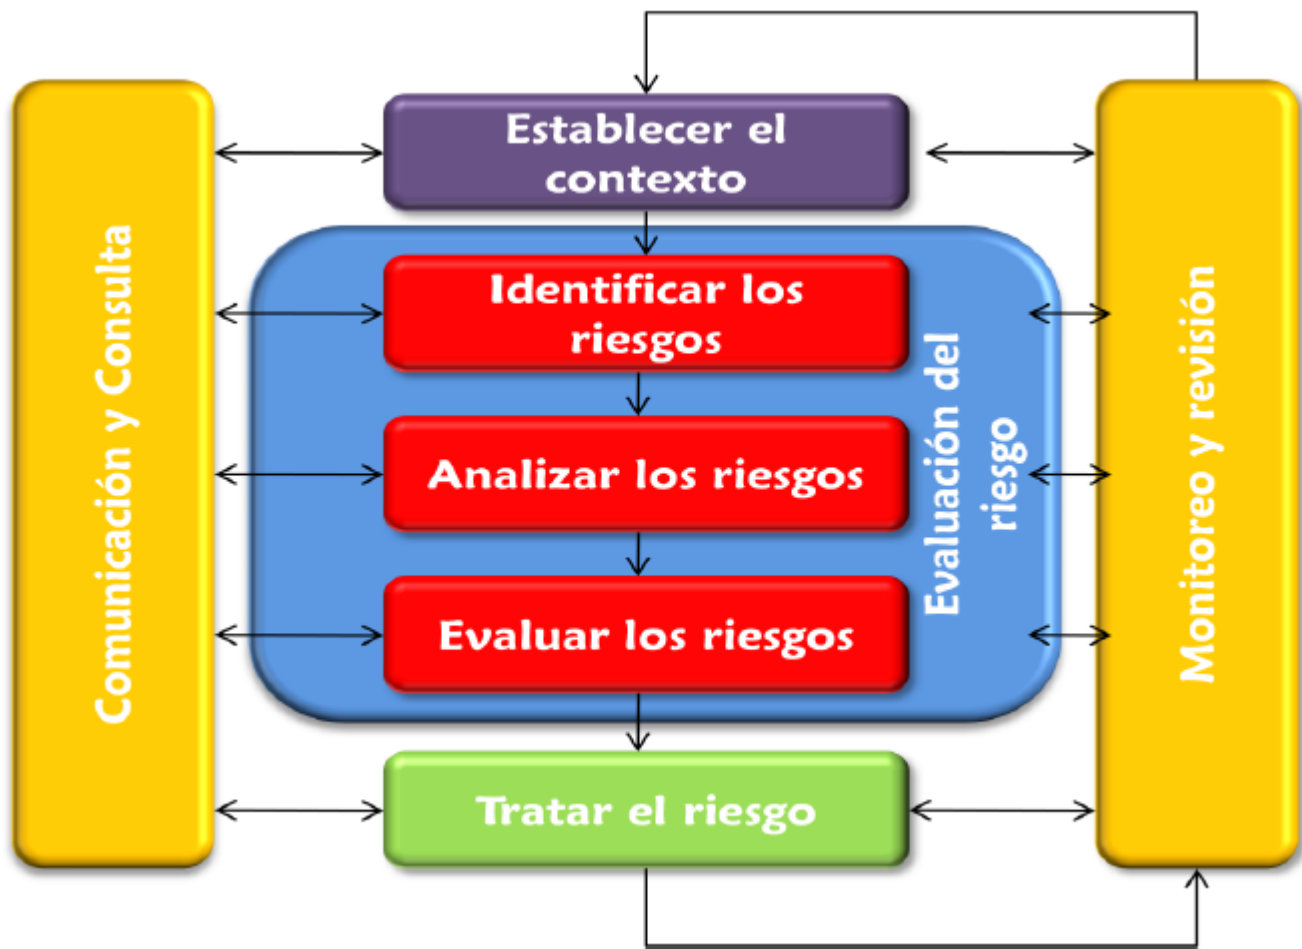 Establecer el
contexto
Comunicación y Consulta
Identificar los
riesgos
Analizar los riesgos
Evaluar los riesgos
Evaluación del
riesgo
Monitoreo y revisión
Tratar el riesgo